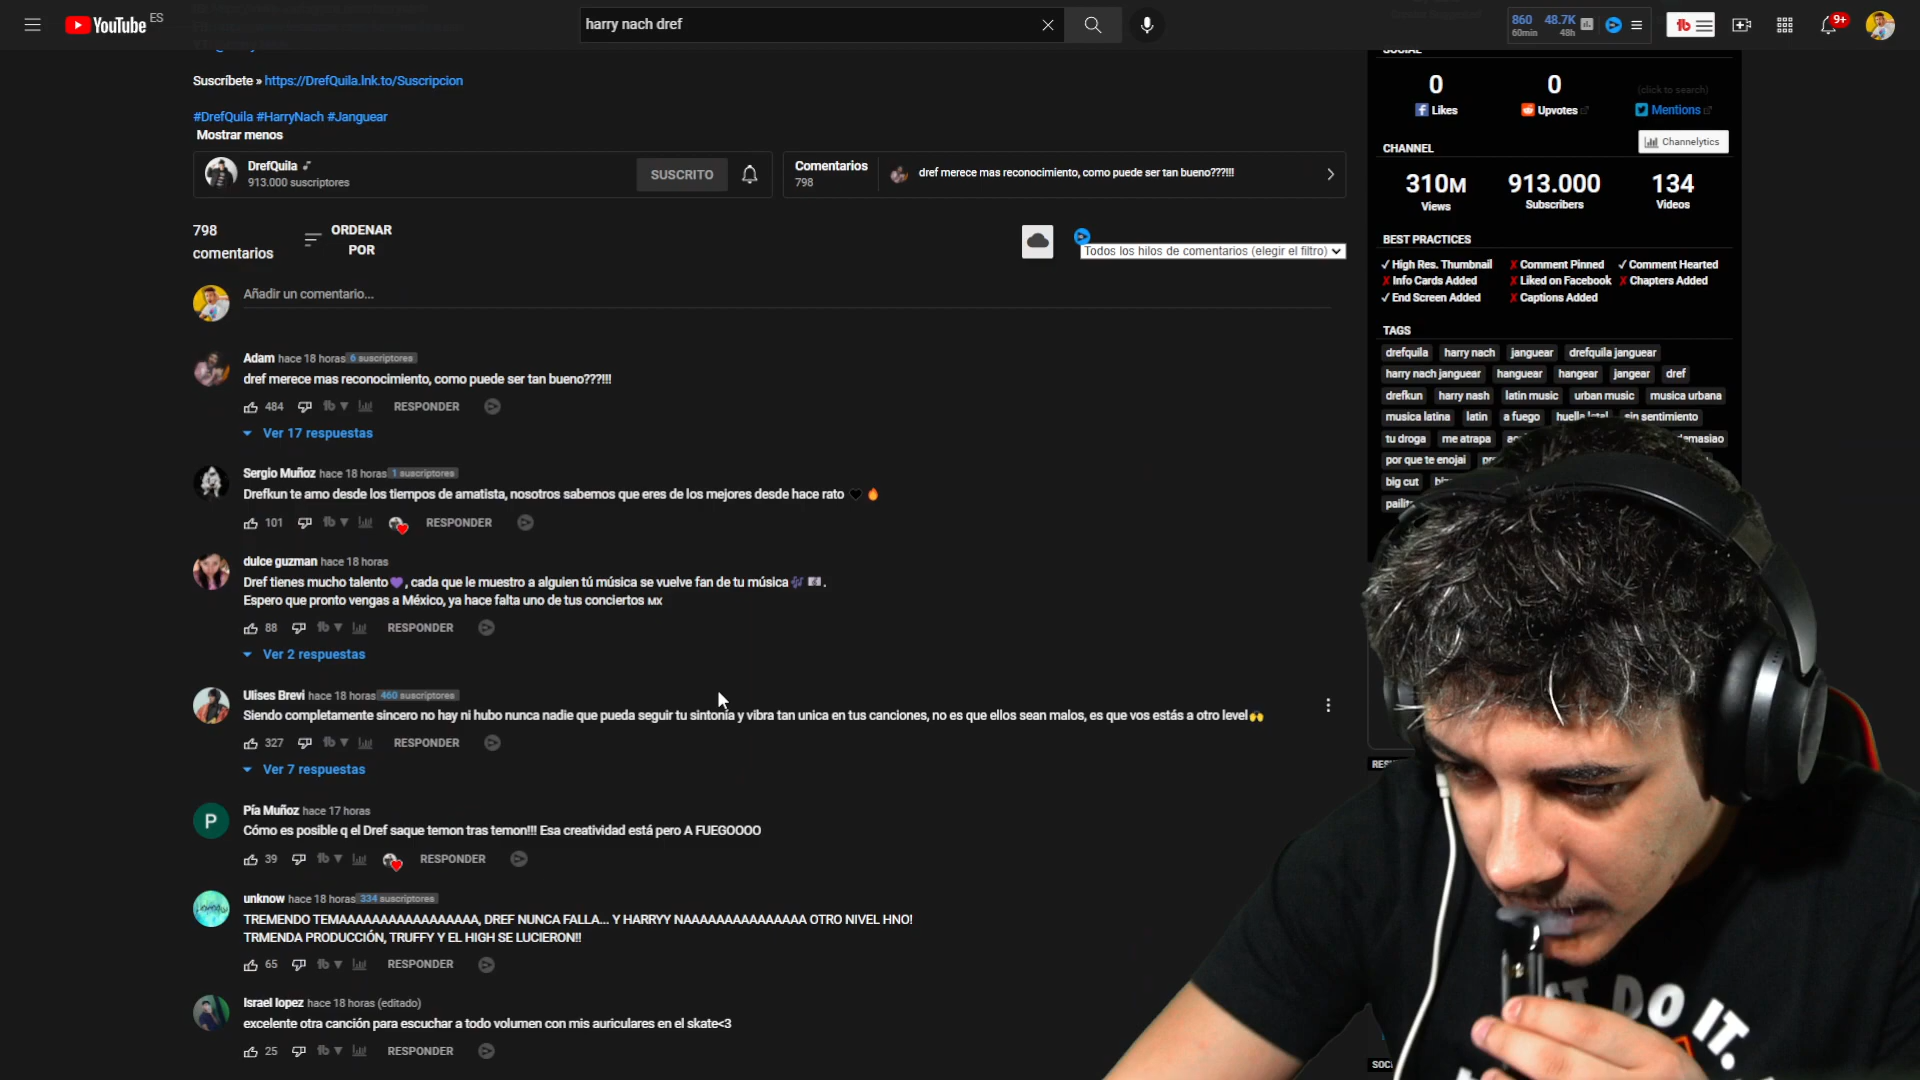 YouTube ES
harry nach dref
860 60min
48.7K 48h
9+
Suscríbete » https://DrefQuila.lnk.to/Suscripcion
#DrefQuila #HarryNach #Janguear
Mostrar menos
DrefQuila
913.000 suscriptores
SUSCRITO
Comentarios
798
dref merece mas reconocimiento, como puede ser tan bueno???!!!
798
comentarios
ORDENAR
POR
Todos los hilos de comentarios (elegir el filtro)
Añadir un comentario...
Adam hace 18 horas 6 suscriptores
dref merece mas reconocimiento, como puede ser tan bueno???!!!
484 RESPONDER
Ver 17 respuestas
Sergio Muñoz hace 18 horas 1 suscriptores
Drefkun te amo desde los tiempos de amatista, nosotros sabemos que eres de los mejores desde hace rato 🖤 🔥
101 RESPONDER
dulce guzman hace 18 horas
Dref tienes mucho talento💜, cada que le muestro a alguien tú música se vuelve fan de tu música🎶 .
Espero que pronto vengas a México, ya hace falta uno de tus conciertos MX
88 RESPONDER
Ver 2 respuestas
Ulises Brevi hace 18 horas 460 suscriptores
Siendo completamente sincero no hay ni hubo nunca nadie que pueda seguir tu sintonía y vibra tan unica en tus canciones, no es que ellos sean malos, es que vos estás a otro level🙌
327 RESPONDER
Ver 7 respuestas
P
Pía Muñoz hace 17 horas
Cómo es posible q el Dref saque temon tras temon!!! Esa creatividad está pero A FUEGOOOO
39 RESPONDER
unknow hace 18 horas 334 suscriptores
TREMENDO TEMAAAAAAAAAAAAAAAAA, DREF NUNCA FALLA... Y HARRYY NAAAAAAAAAAAAAAA OTRO NIVEL HNO!
TRMENDA PRODUCCIÓN, TRUFFY Y EL HIGH SE LUCIERON!!
65 RESPONDER
Israel lopez hace 18 horas (editado)
excelente otra canción para escuchar a todo volumen con mis auriculares en el skate<3
25 RESPONDER
SOCIAL
0 0 (click to search)
Likes Upvotes Mentions
Channelytics
CHANNEL
310M 913.000 134
Views Subscribers Videos
BEST PRACTICES
✓ High Res. Thumbnail ✗ Comment Pinned ✓ Comment Hearted
✗ Info Cards Added ✗ Liked on Facebook ✗ Chapters Added
✓ End Screen Added ✗ Captions Added
TAGS
drefquila harry nach janguear drefquila janguear
harry nach janguear hanguear hangear jangear dref
drefkun harry nash latin music urban music musica urbana
musica latina latin a fuego huella letal sin sentimiento
tu droga me atrapa demasiao
por que te enojai
big cut
DO IT.